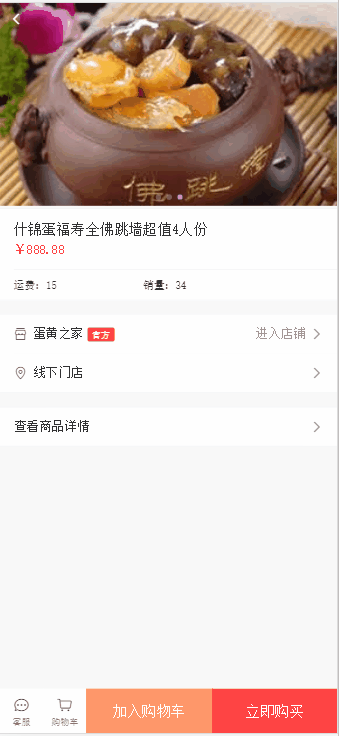 佛跳墙
什锦蛋福寿全佛跳墙超值4人份
￥888.88
运费: 15 销量: 34
蛋黄之家 官方 进入店铺
线下门店
查看商品详情
客服 购物车 加入购物车 立即购买